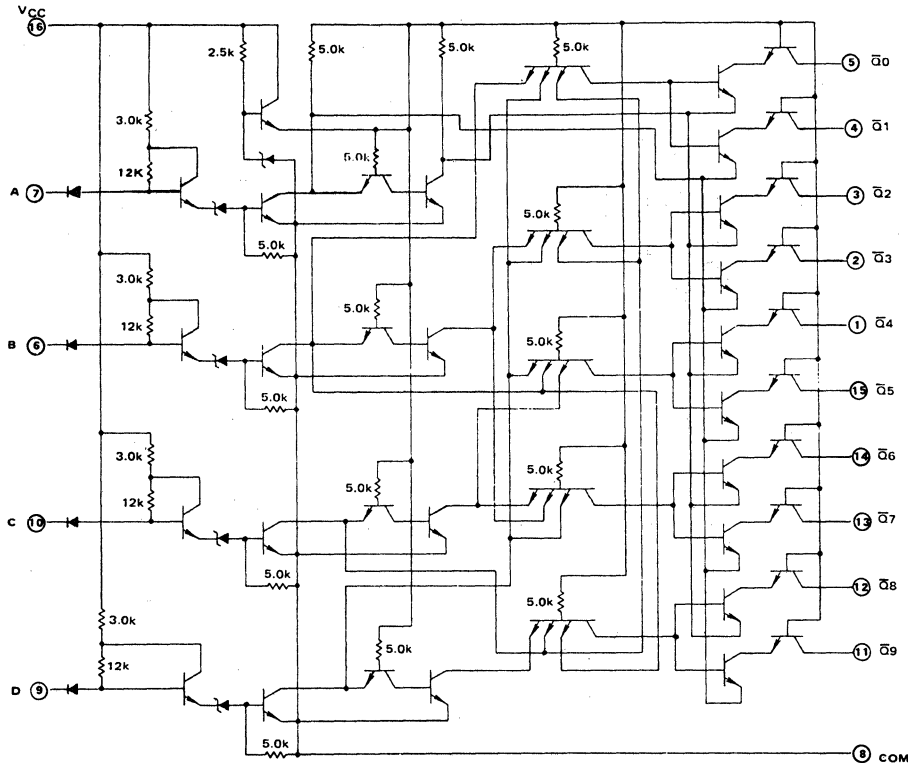 VCC
16
2.5k
5.0k
5.0k
5.0k
5 Q̅0
3.0k
4 Q̅1
5.0k
12K
A 7
3 Q̅2
5.0k
5.0k
2 Q̅3
3.0k
5.0k
1 Q̅4
12k
5.0k
B 6
15 Q̅5
5.0k
3.0k
14 Q̅6
5.0k
5.0k
12k
C 10
13 Q̅7
5.0k
12 Q̅8
5.0k
3.0k
5.0k
11 Q̅9
12k
D 9
5.0k
8 COM